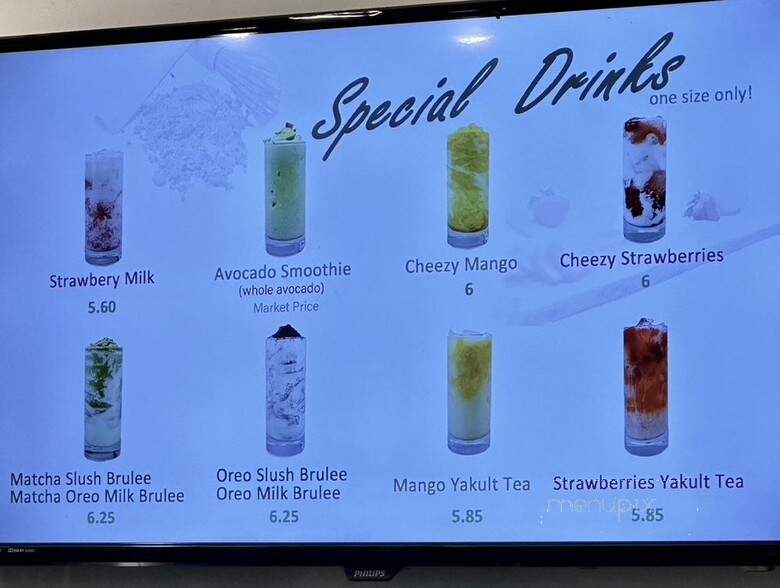 Special Drinks
one size only!
Strawbery Milk
5.60
Avocado Smoothie
(whole avocado)
Market Price
Cheezy Mango
6
Cheezy Strawberries
6
Matcha Slush Brulee
Matcha Oreo Milk Brulee
6.25
Oreo Slush Brulee
Oreo Milk Brulee
6.25
Mango Yakult Tea
5.85
Strawberries Yakult Tea
5.85
menupix
PHILIPS